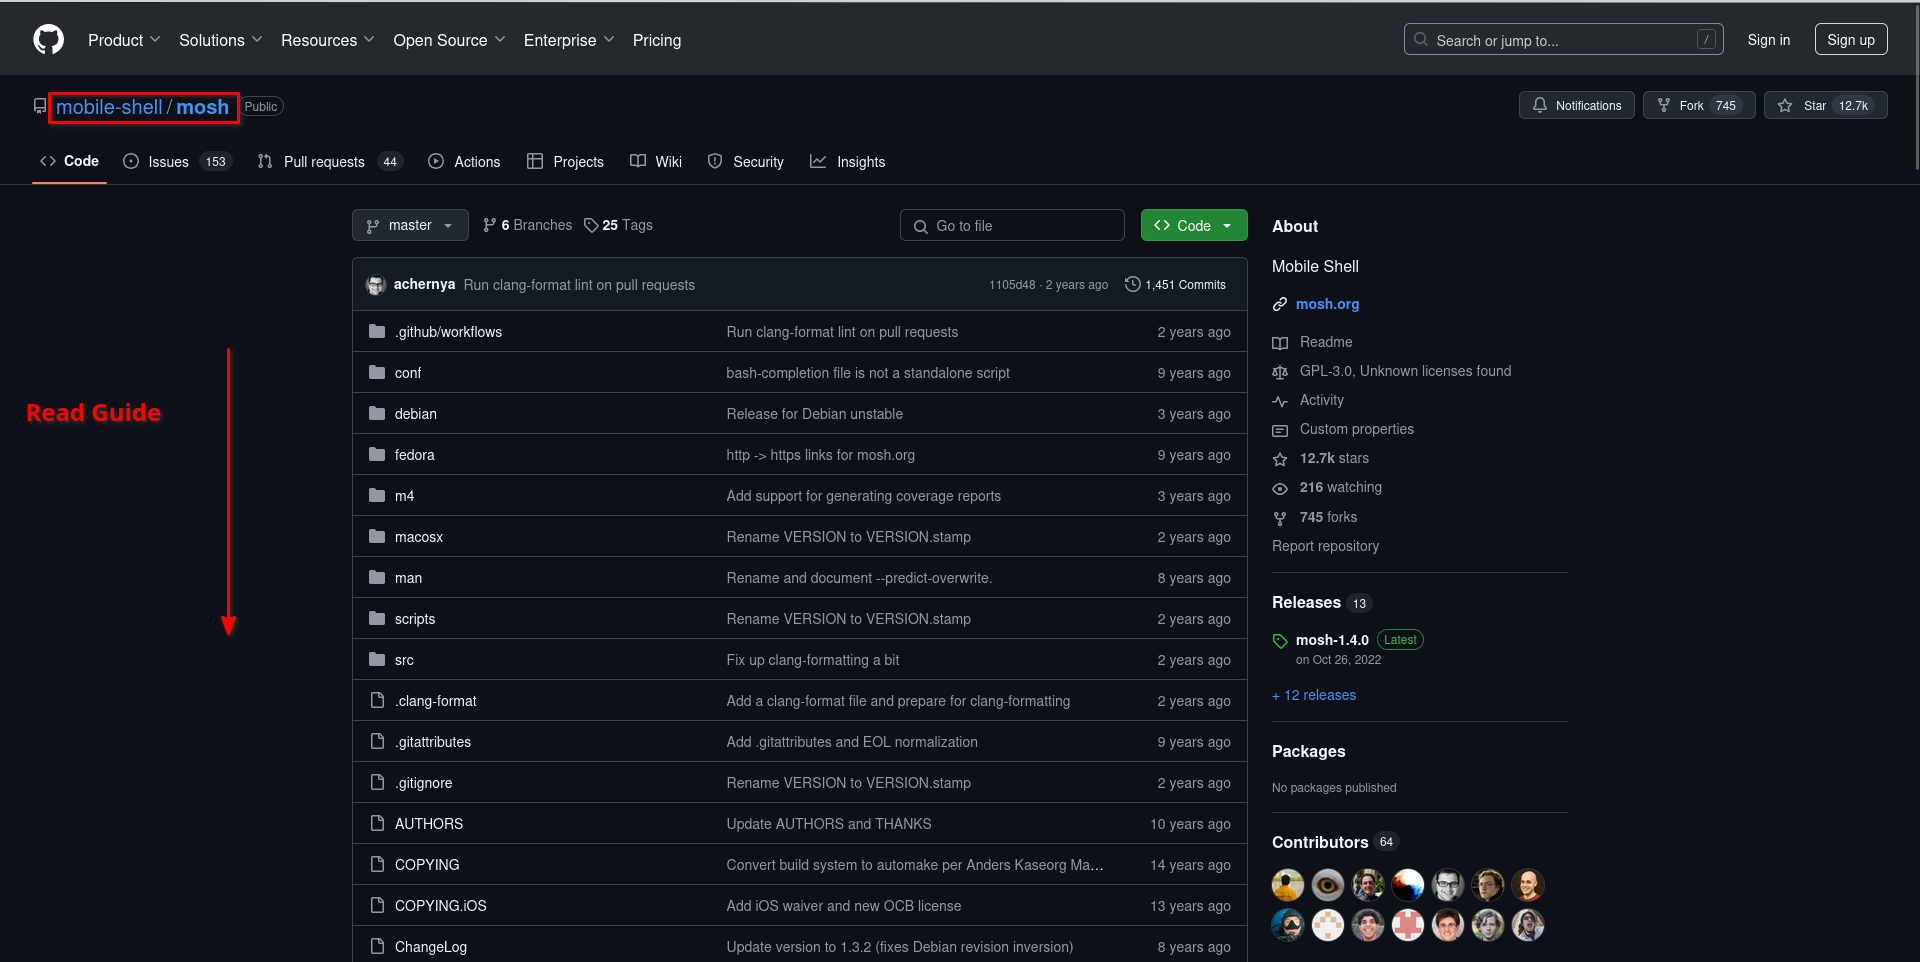 Product Solutions Resources Open Source Enterprise Pricing Search or jump to... / Sign in Sign up
mobile-shell / mosh Public Notifications Fork 745 Star 12.7k
Code Issues 153 Pull requests 44 Actions Projects Wiki Security Insights
master 6 Branches 25 Tags Go to file Code
achernya Run clang-format lint on pull requests 1105d48 · 2 years ago 1,451 Commits
.github/workflows Run clang-format lint on pull requests 2 years ago
conf bash-completion file is not a standalone script 9 years ago
debian Release for Debian unstable 3 years ago
fedora http -> https links for mosh.org 9 years ago
m4 Add support for generating coverage reports 3 years ago
macosx Rename VERSION to VERSION.stamp 2 years ago
man Rename and document --predict-overwrite. 8 years ago
scripts Rename VERSION to VERSION.stamp 2 years ago
src Fix up clang-formatting a bit 2 years ago
.clang-format Add a clang-format file and prepare for clang-formatting 2 years ago
.gitattributes Add .gitattributes and EOL normalization 9 years ago
.gitignore Rename VERSION to VERSION.stamp 2 years ago
AUTHORS Update AUTHORS and THANKS 10 years ago
COPYING Convert build system to automake per Anders Kaseorg Ma... 14 years ago
COPYING.iOS Add iOS waiver and new OCB license 13 years ago
ChangeLog Update version to 1.3.2 (fixes Debian revision inversion) 8 years ago
Read Guide
About
Mobile Shell
mosh.org
Readme
GPL-3.0, Unknown licenses found
Activity
Custom properties
12.7k stars
216 watching
745 forks
Report repository
Releases 13
mosh-1.4.0 Latest
on Oct 26, 2022
+ 12 releases
Packages
No packages published
Contributors 64